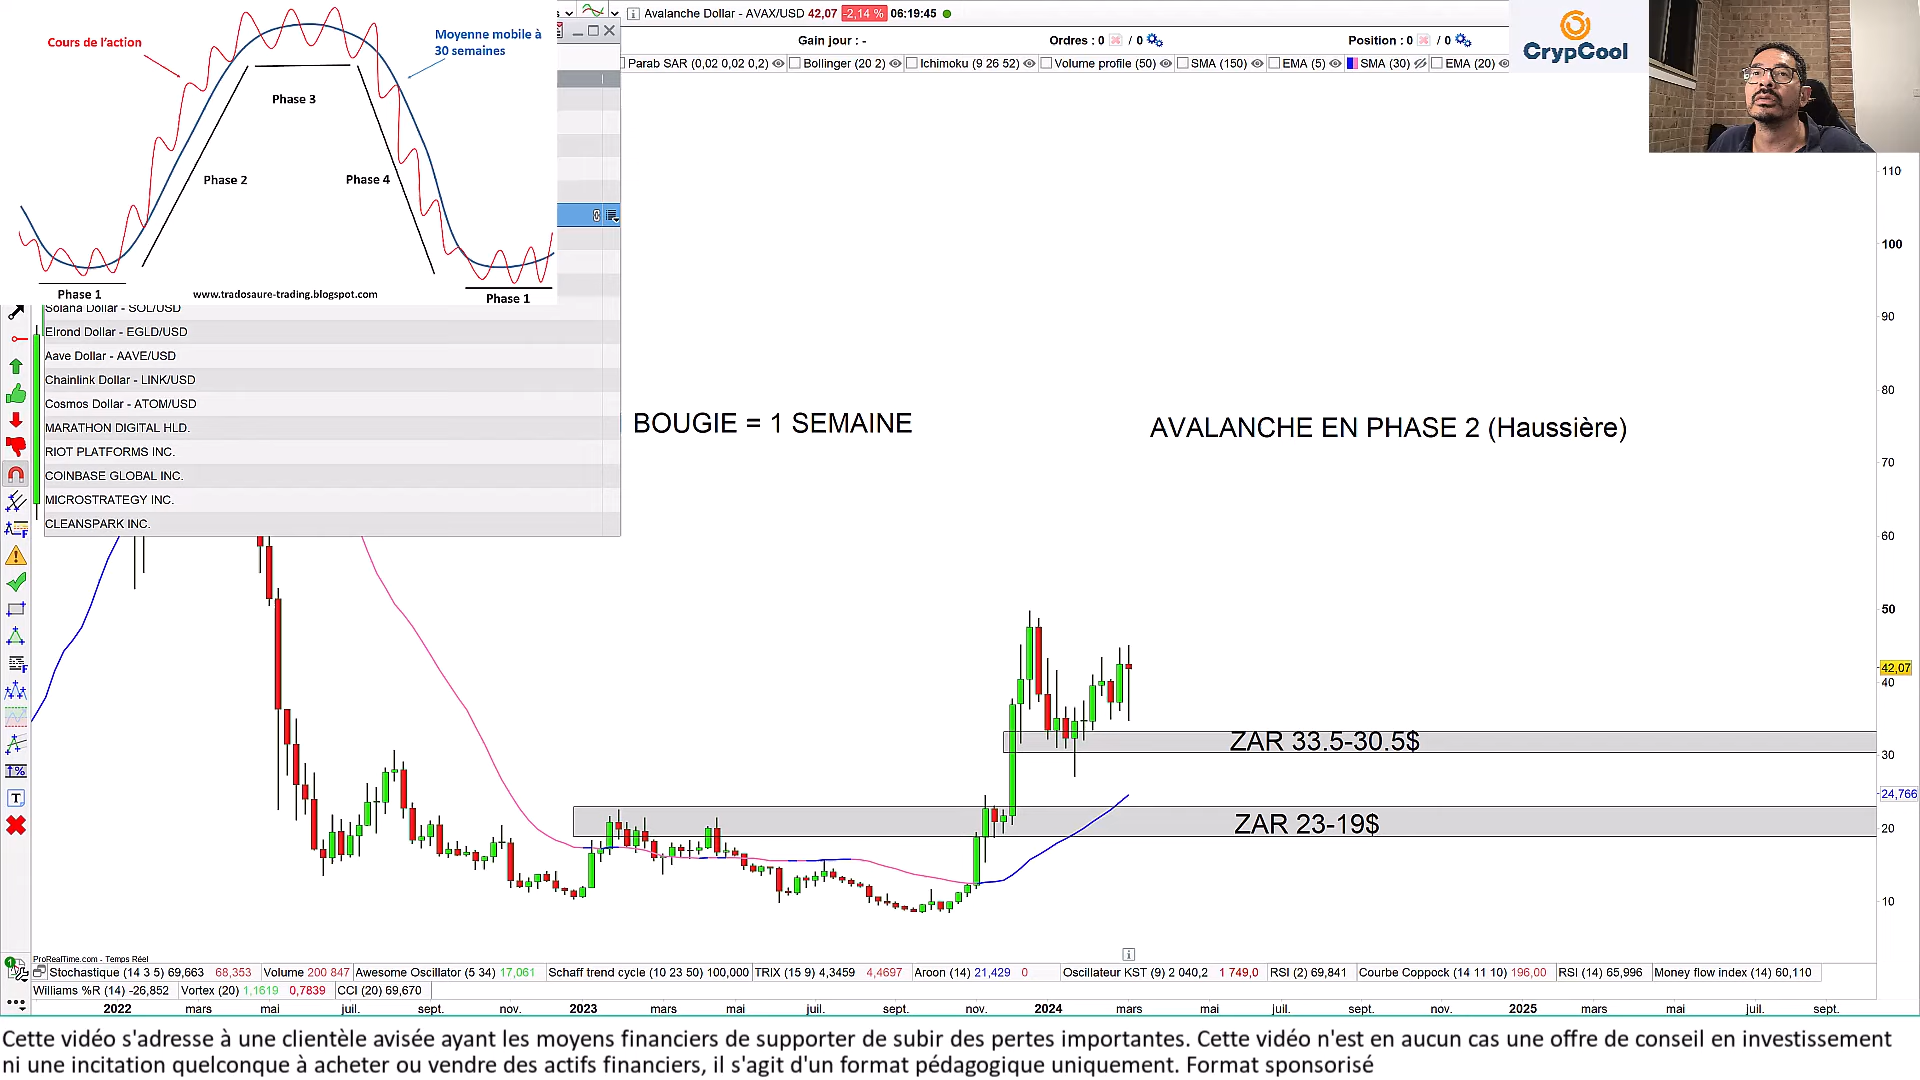 Cours de l'action
Moyenne mobile à
30 semaines
Phase 3
Phase 2
Phase 4
Phase 1
www.tradosaure-trading.blogspot.com
Phase 1
Avalanche Dollar - AVAX/USD 42,07 -2,14 % 06:19:45
Gain jour : -
Ordres : 0 / 0
Position : 0 / 0
Parab SAR (0,02 0,02 0,2) Bollinger (20 2) Ichimoku (9 26 52) Volume profile (50) SMA (150) EMA (5) SMA (30) EMA (20)
CrypCool
Solana Dollar - SOL/USD
Elrond Dollar - EGLD/USD
Aave Dollar - AAVE/USD
Chainlink Dollar - LINK/USD
Cosmos Dollar - ATOM/USD
MARATHON DIGITAL HLD.
RIOT PLATFORMS INC.
COINBASE GLOBAL INC.
MICROSTRATEGY INC.
CLEANSPARK INC.
BOUGIE = 1 SEMAINE
AVALANCHE EN PHASE 2 (Haussière)
110
100
90
80
70
60
50
42,07
40
30
24,766
20
10
ZAR 33.5-30.5$
ZAR 23-19$
ProRealTime.com - Temps Réel
Stochastique (14 3 5) 69,663 68,353 Volume 200 847 Awesome Oscillator (5 34) 17,061 Schaff trend cycle (10 23 50) 100,000 TRIX (15 9) 4,3459 4,4697 Aroon (14) 21,429 0 Oscillateur KST (9) 2 040,2 1 749,0 RSI (2) 69,841 Courbe Coppock (14 11 10) 196,00 RSI (14) 65,996 Money flow index (14) 60,110
Williams %R (14) -26,852 Vortex (20) 1,1619 0,7839 CCI (20) 69,670
2022 mars mai juil. sept. nov. 2023 mars mai juil. sept. nov. 2024 mars mai juil. sept. nov. 2025 mars mai juil. sept.
Cette vidéo s'adresse à une clientèle avisée ayant les moyens financiers de supporter de subir des pertes importantes. Cette vidéo n'est en aucun cas une offre de conseil en investissement
ni une incitation quelconque à acheter ou vendre des actifs financiers, il s'agit d'un format pédagogique uniquement. Format sponsorisé